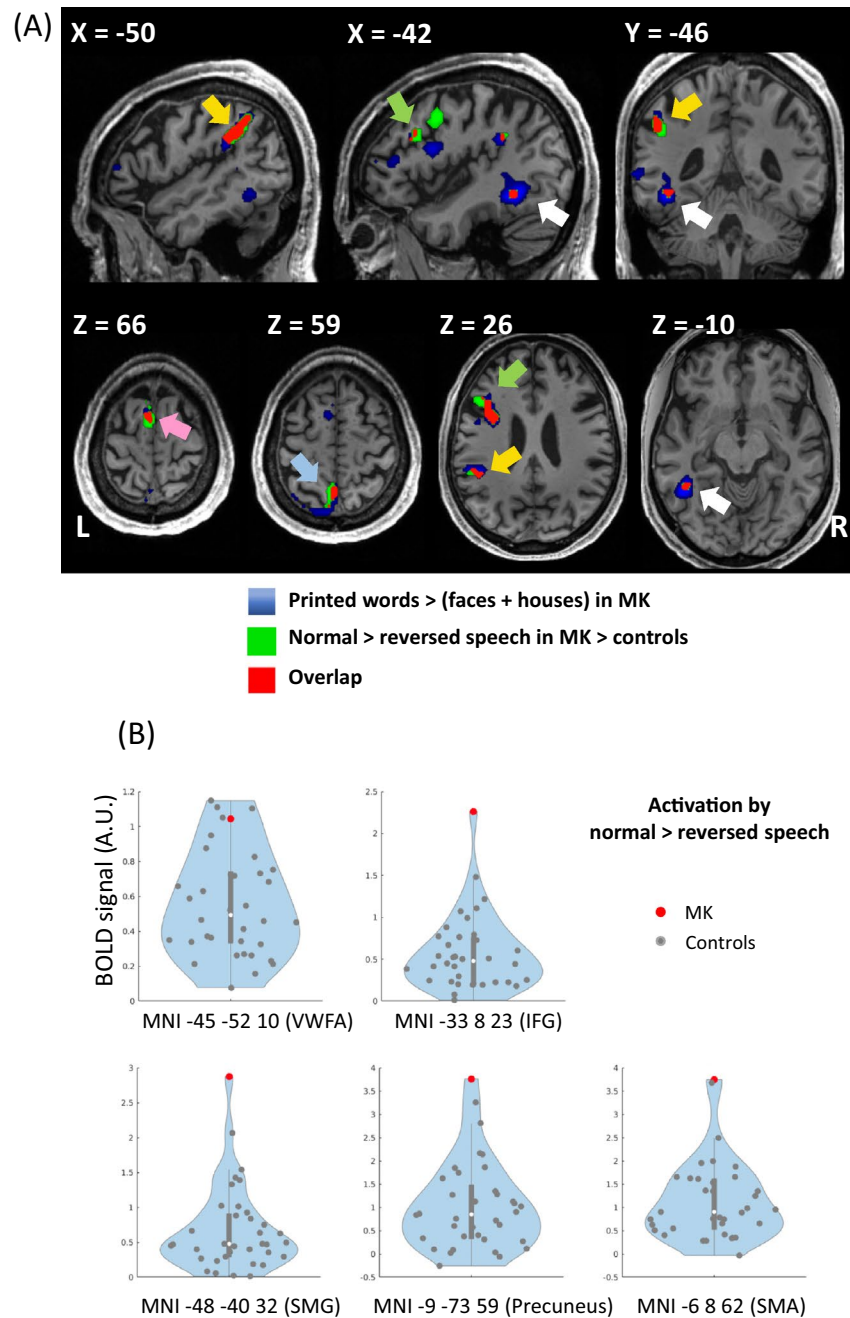 (A)
X = -50
X = -42
Y = -46
Z = 66
Z = 59
Z = 26
Z = -10
L
R
Printed words > (faces + houses) in MK
Normal > reversed speech in MK > controls
Overlap
(B)
BOLD signal (A.U.)
1.2
1
0.8
0.6
0.4
0.2
0
MNI -45 -52 10 (VWFA)
2.5
2
1.5
1
0.5
0
MNI -33 8 23 (IFG)
Activation by
normal > reversed speech
MK
Controls
3
2.5
2
1.5
1
0.5
0
MNI -48 -40 32 (SMG)
4
3.5
3
2.5
2
1.5
1
0.5
0
-0.5
MNI -9 -73 59 (Precuneus)
4
3.5
3
2.5
2
1.5
1
0.5
0
-0.5
MNI -6 8 62 (SMA)